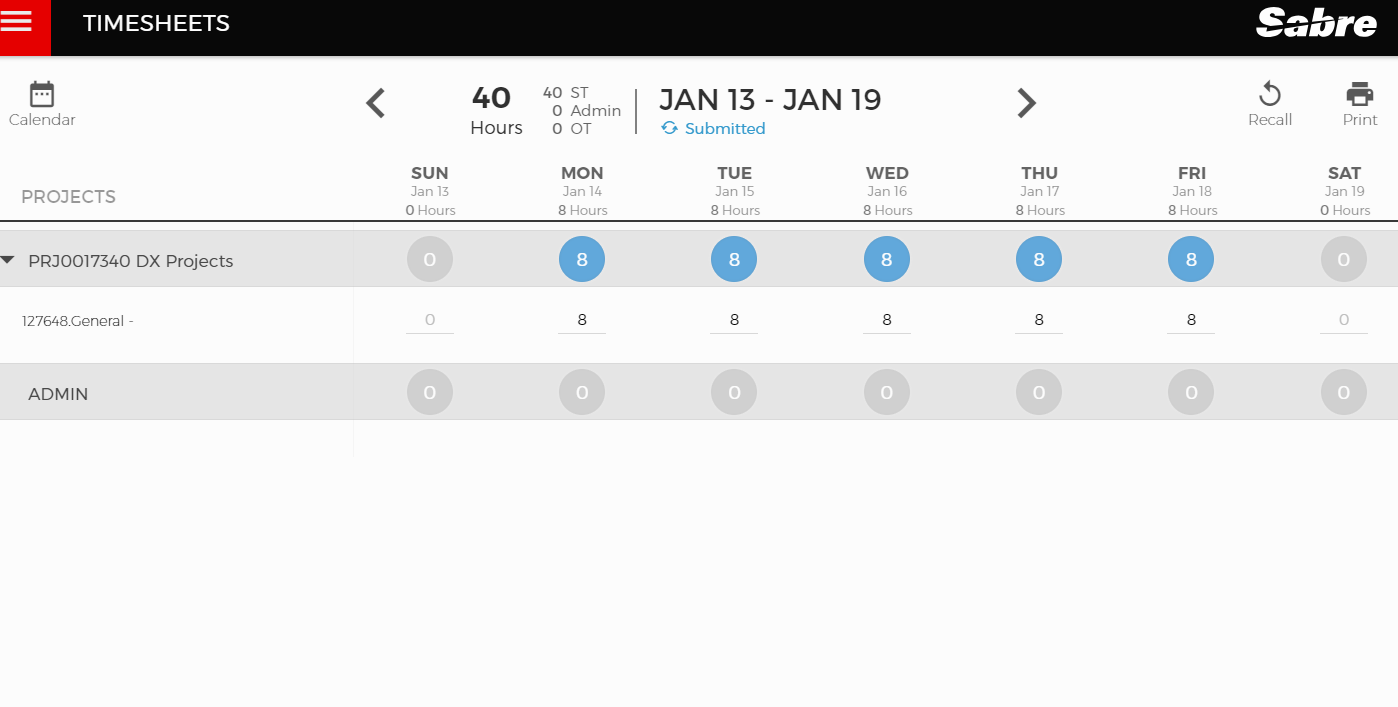 TIMESHEETS
Sabre
Calendar
40
Hours
40 ST
0 Admin
0 OT
JAN 13 - JAN 19
Submitted
Recall
Print
PROJECTS
SUN MON TUE WED THU FRI SAT
Jan 13 Jan 14 Jan 15 Jan 16 Jan 17 Jan 18 Jan 19
0 Hours 8 Hours 8 Hours 8 Hours 8 Hours 8 Hours 0 Hours
PRJ0017340 DX Projects 0 8 8 8 8 8 0
127648.General - 0 8 8 8 8 8 0
ADMIN 0 0 0 0 0 0 0